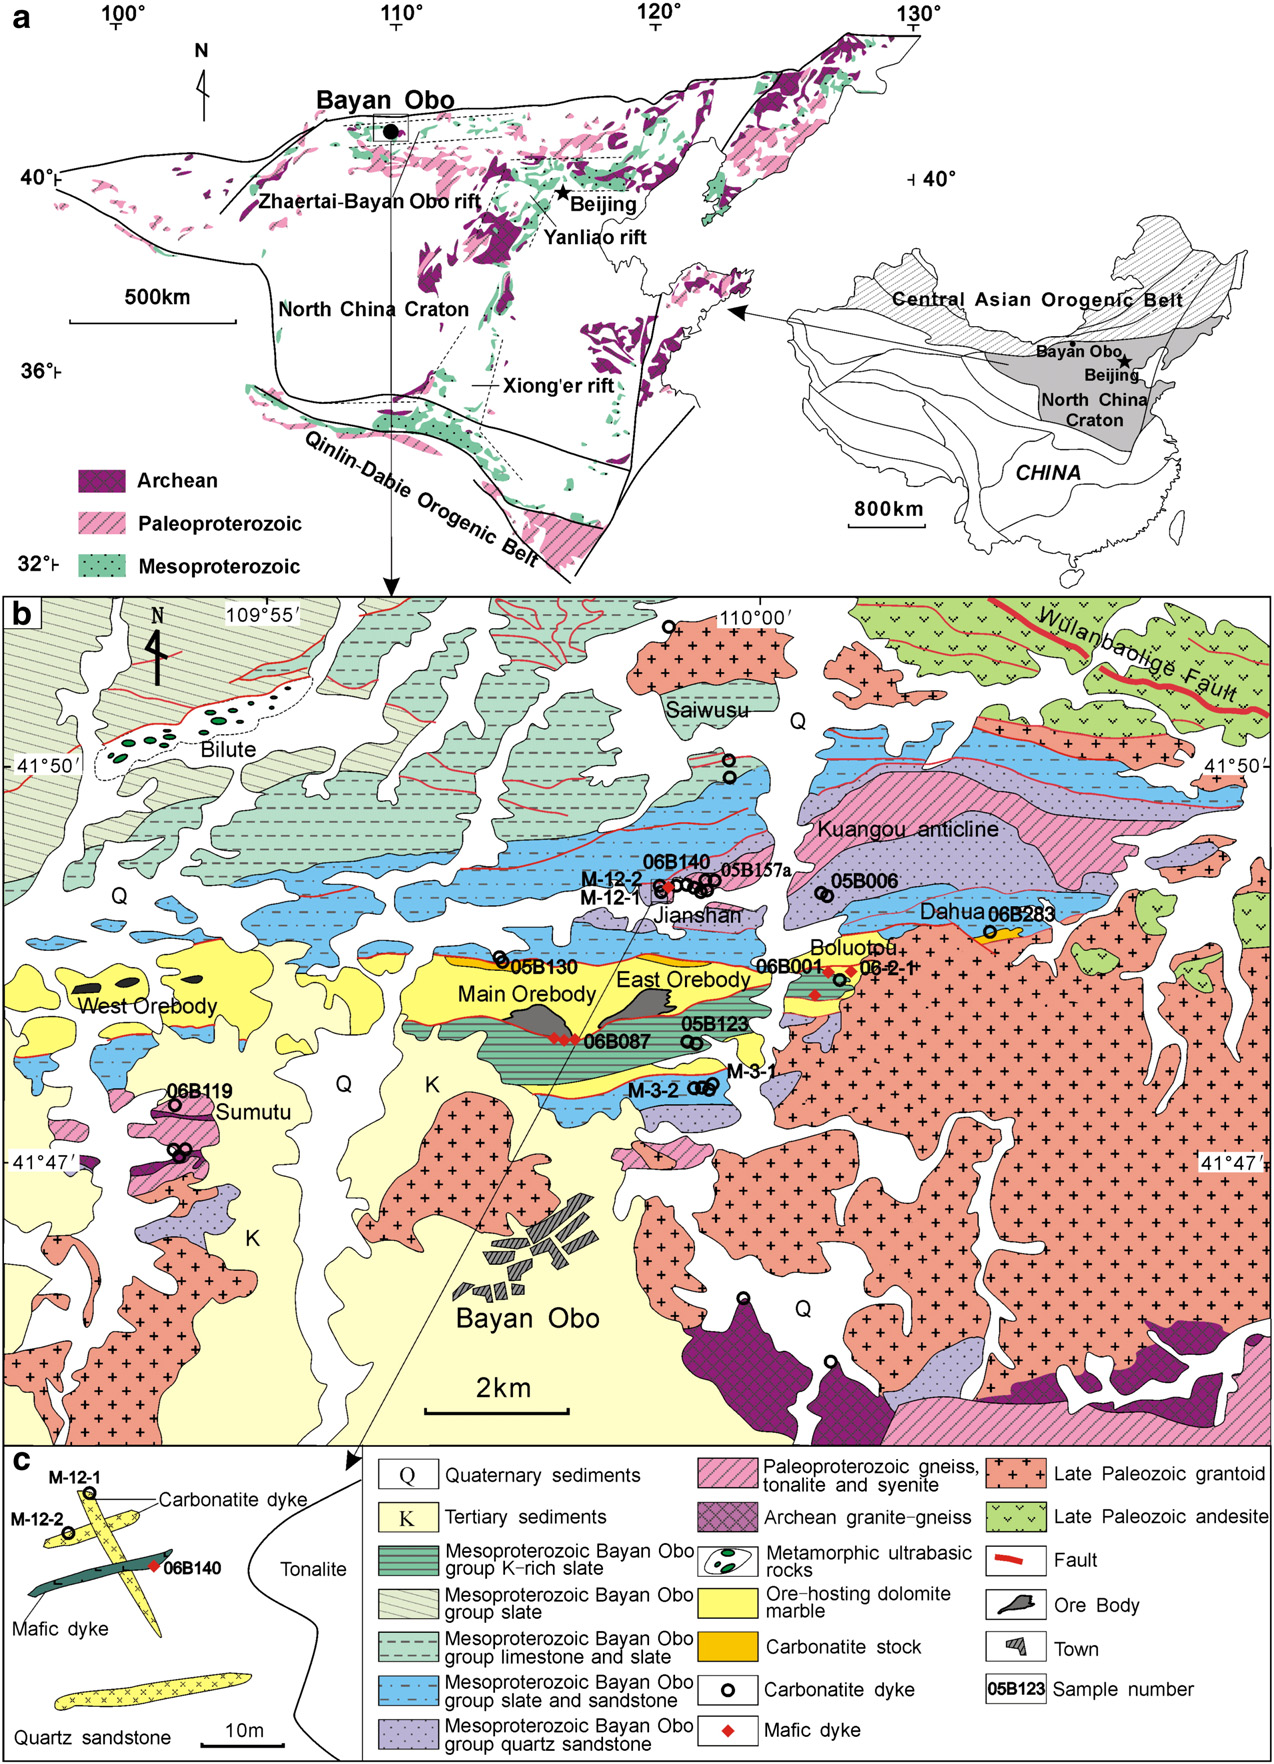 a
100°
110°
120°
130°
N
Bayan Obo
40°
40°
Zhaertai-Bayan Obo rift
Beijing
Yanliao rift
500km
North China Craton
36°
Xiong'er rift
Qinlin-Dabie Orogenic Belt
Archean
Paleoproterozoic
Mesoproterozoic
32°
Central Asian Orogenic Belt
Bayan Obo
Beijing
North China
Craton
CHINA
800km
b
N
109°55′
110°00′
Wulanbaolige Fault
Saiwusu
Q
Bilute
41°50′
41°50′
Kuangou anticline
06B140
05B157a
M-12-2
M-12-1
Jianshan
05B006
Q
Dahua
06B283
Boluotou
05B130
06B001
06-2-1
East Orebody
Main Orebody
West Orebody
05B123
06B087
M-3-1
M-3-2
Q
K
06B119
Sumutu
41°47′
41°47′
K
Q
Bayan Obo
2km
c
M-12-1
Carbonatite dyke
M-12-2
06B140
Mafic dyke
Tonalite
Quartz sandstone
10m
Q
Quaternary sediments
K
Tertiary sediments
Mesoproterozoic Bayan Obo
group K-rich slate
Mesoproterozoic Bayan Obo
group slate
Mesoproterozoic Bayan Obo
group limestone and slate
Mesoproterozoic Bayan Obo
group slate and sandstone
Mesoproterozoic Bayan Obo
group quartz sandstone
Paleoproterozoic gneiss,
tonalite and syenite
Archean granite-gneiss
Metamorphic ultrabasic
rocks
Ore-hosting dolomite
marble
Carbonatite stock
Carbonatite dyke
Mafic dyke
Late Paleozoic grantoid
Late Paleozoic andesite
Fault
Ore Body
Town
05B123
Sample number